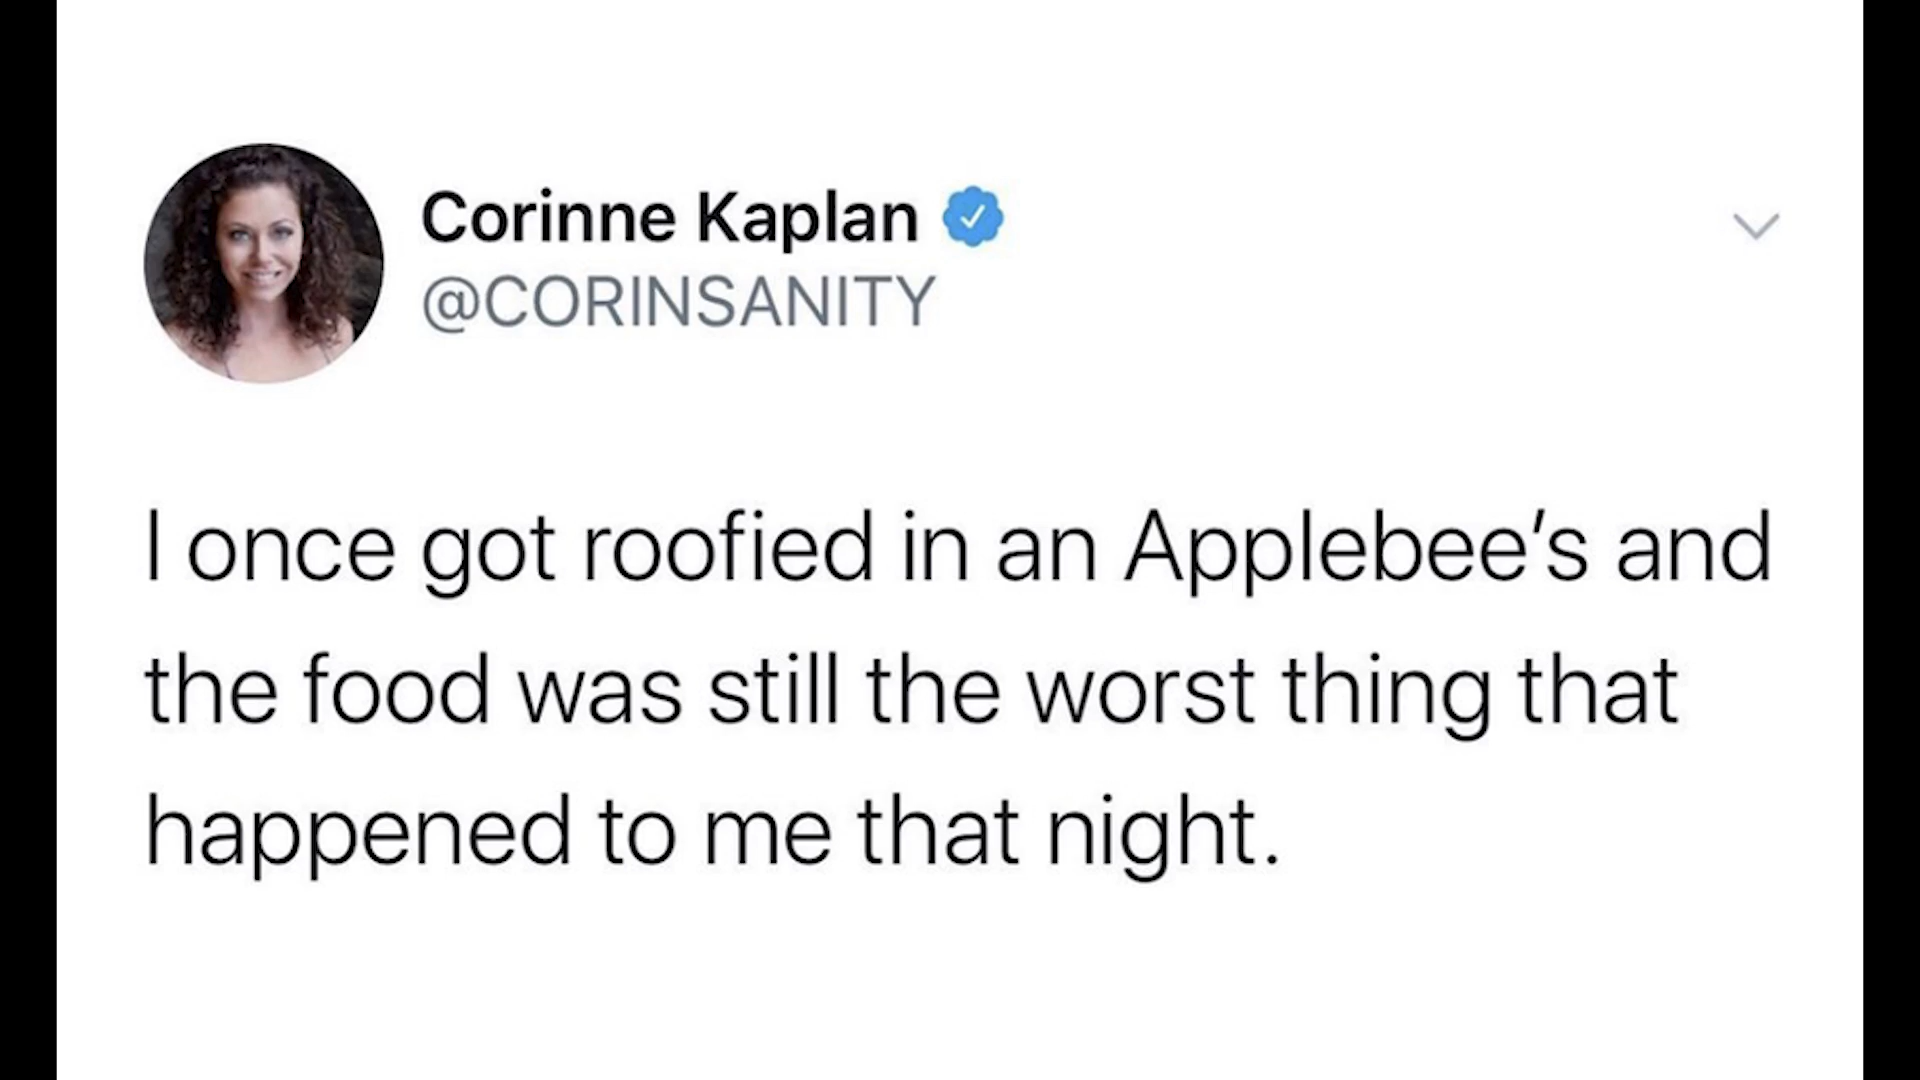 Corinne Kaplan
@CORINSANITY
I once got roofied in an Applebee’s and
the food was still the worst thing that
happened to me that night.